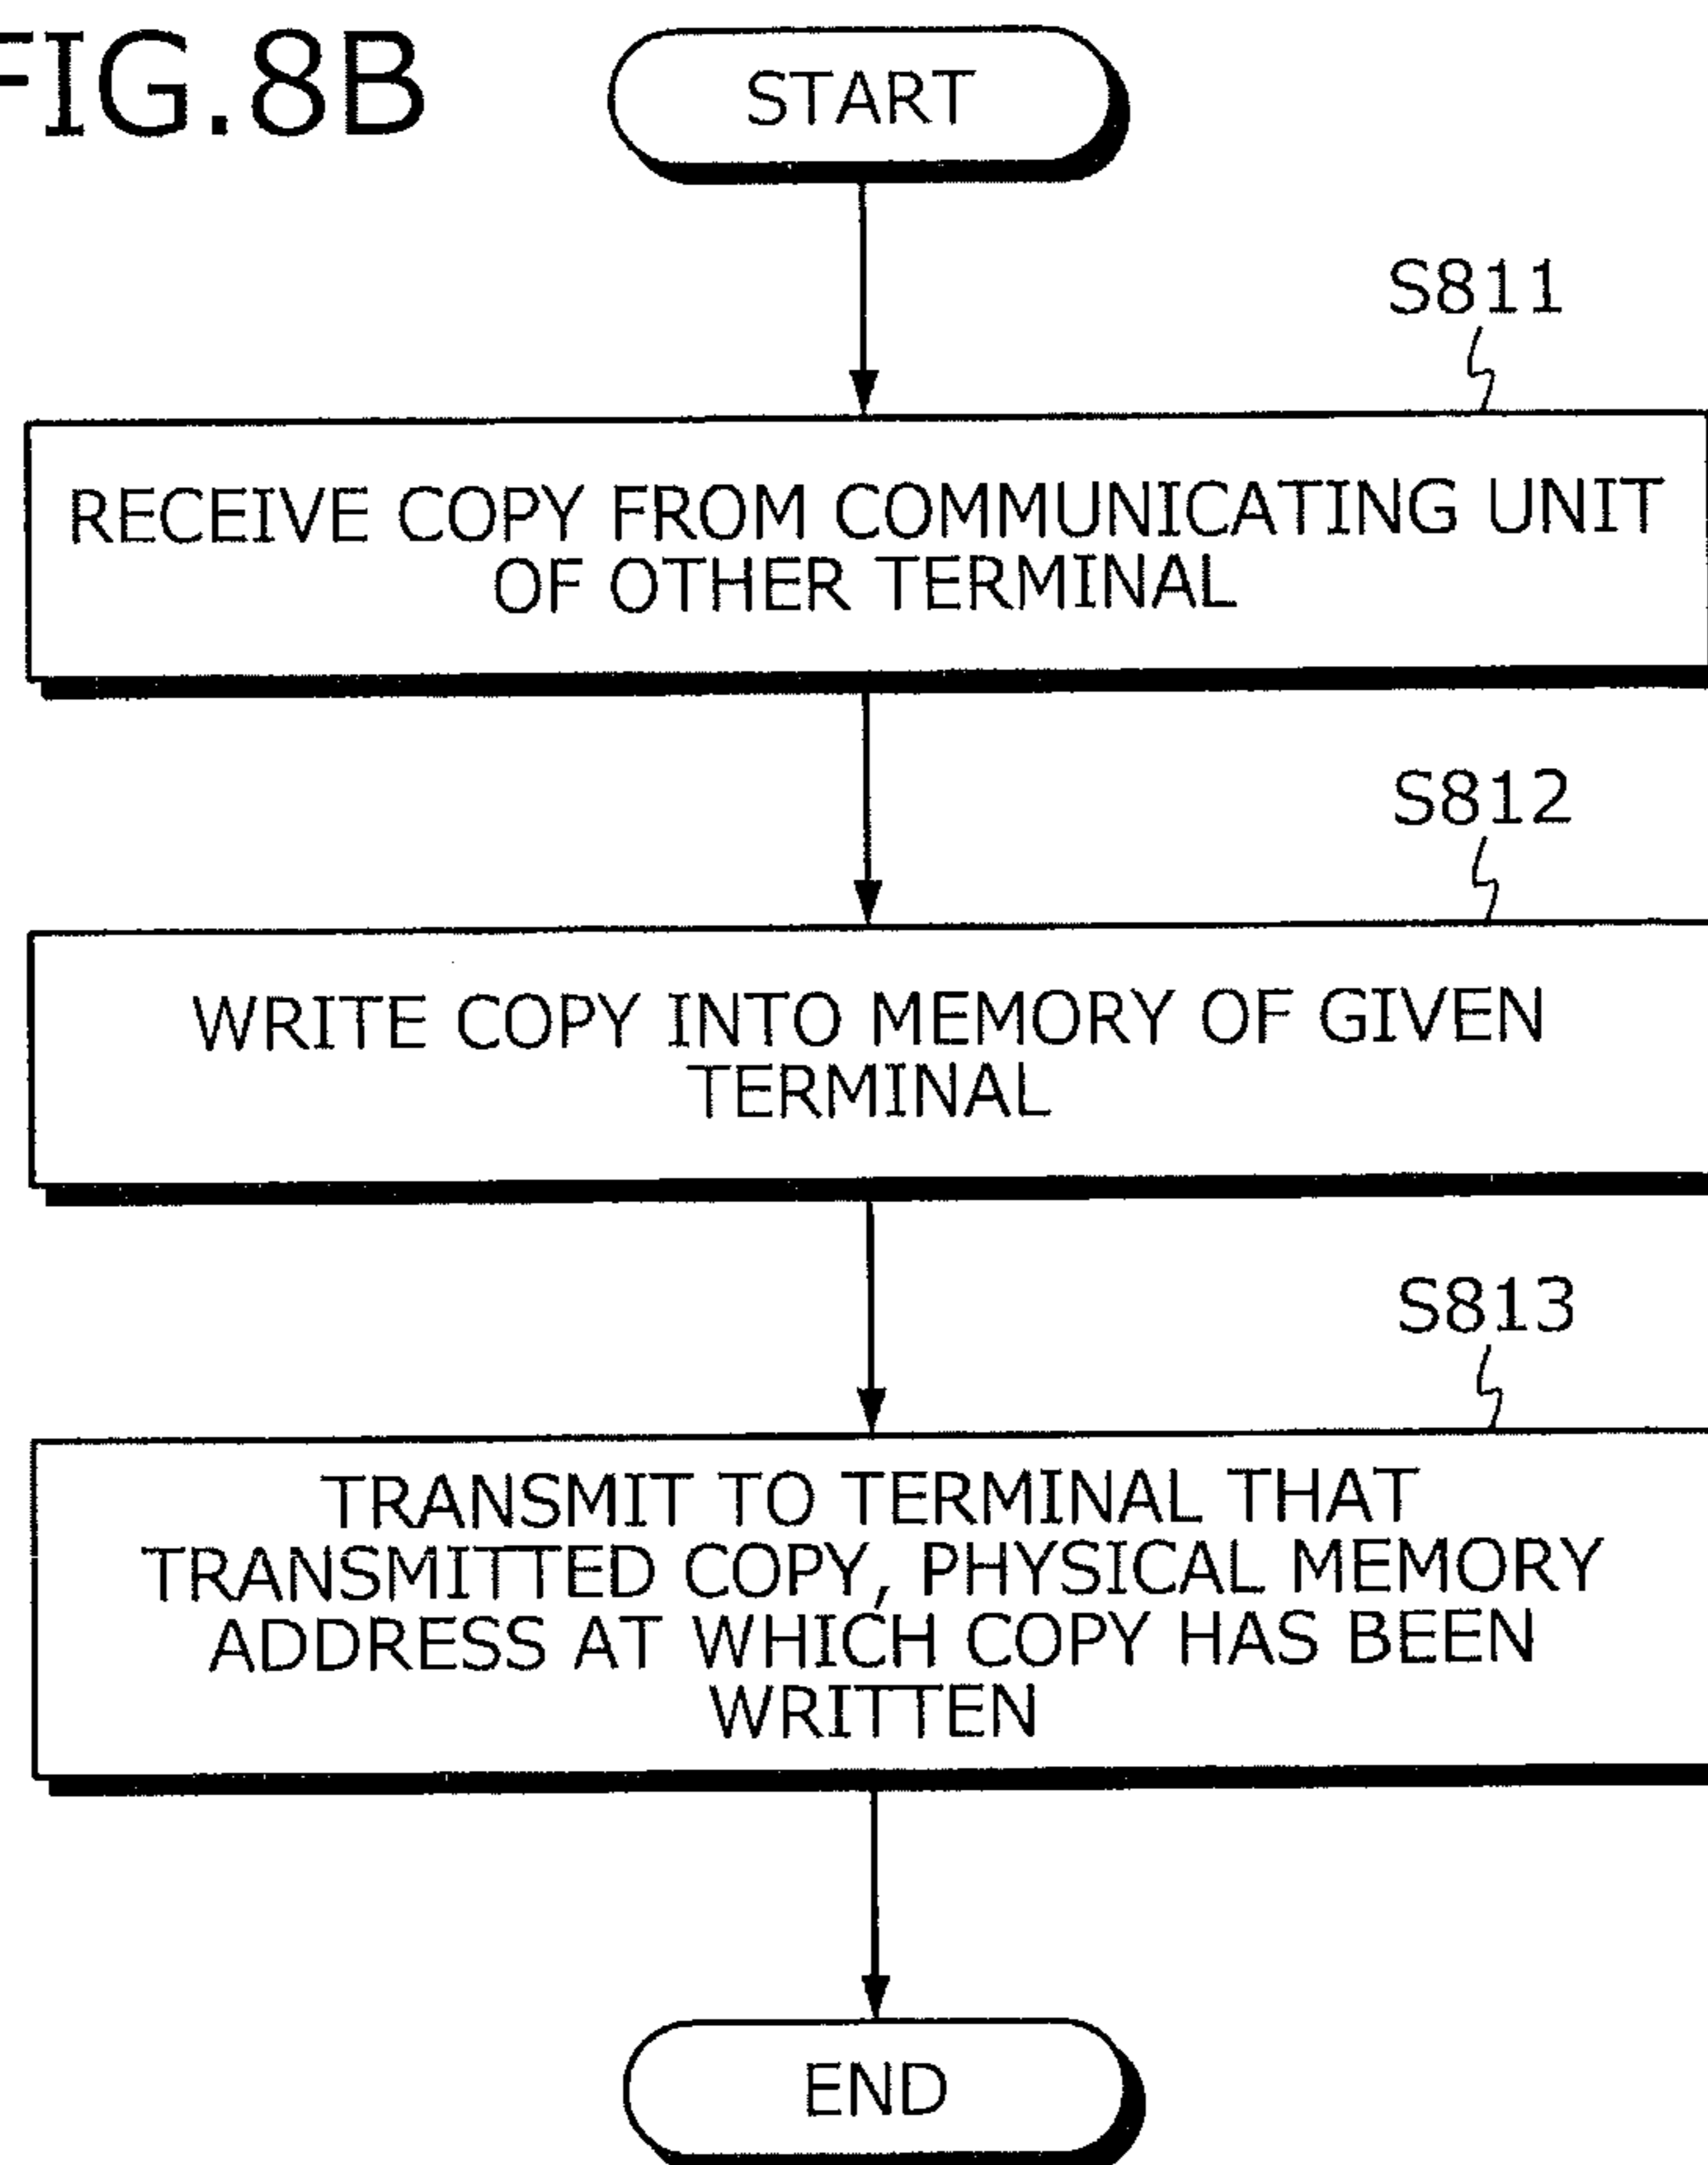 FIG.8B
START
S811
RECEIVE COPY FROM COMMUNICATING UNIT
OF OTHER TERMINAL
S812
WRITE COPY INTO MEMORY OF GIVEN
TERMINAL
S813
TRANSMIT TO TERMINAL THAT
TRANSMITTED COPY, PHYSICAL MEMORY
ADDRESS AT WHICH COPY HAS BEEN
WRITTEN
END